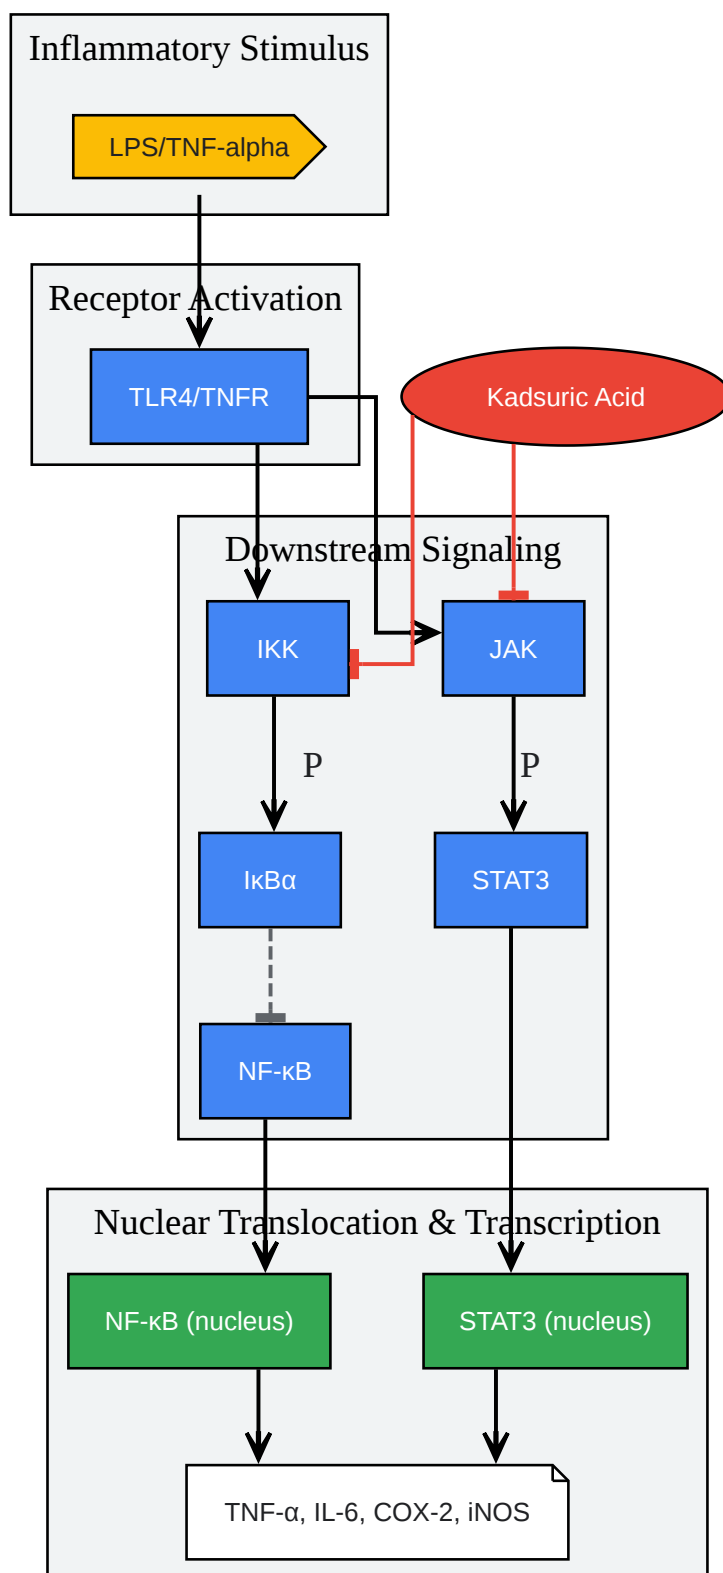 Inflammatory Stimulus
LPS/TNF-alpha
Receptor Activation
TLR4/TNFR
Kadsuric Acid
Downstream Signaling
IKK
JAK
P
P
IκBα
STAT3
NF-κB
Nuclear Translocation & Transcription
NF-κB (nucleus)
STAT3 (nucleus)
TNF-α, IL-6, COX-2, iNOS